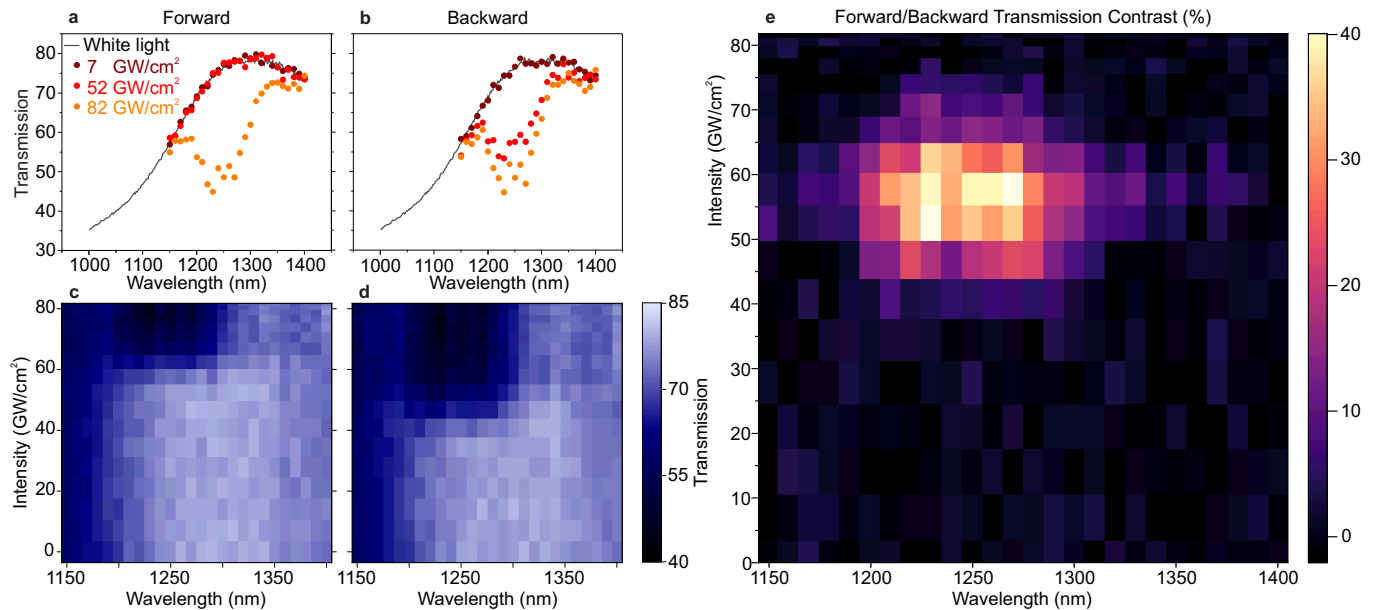 a Forward
80
70
60
50
40
30
Transmission
White light
7 GW/cm²
52 GW/cm²
82 GW/cm²
1000 1100 1200 1300 1400
Wavelength (nm)
b Backward
1000 1100 1200 1300 1400
Wavelength (nm)
c
80
60
40
20
0
Intensity (GW/cm²)
1150 1250 1350
Wavelength (nm)
d
1150 1250 1350
Wavelength (nm)
85
70
55
40
Transmission
e Forward/Backward Transmission Contrast (%)
80
70
60
50
40
30
20
10
0
Intensity (GW/cm²)
1150 1200 1250 1300 1350 1400
Wavelength (nm)
40
30
20
10
0